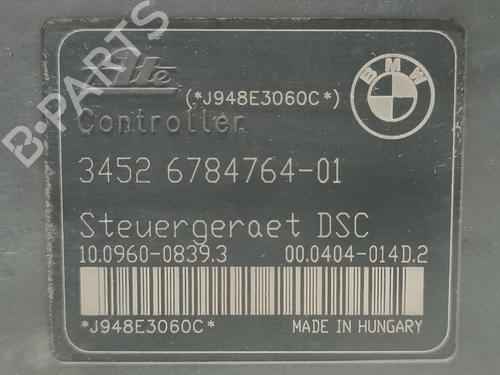 Ate
(*J948E3060C*)
BMW
Controller
3452 6784764-01
Steuergeraet DSC
10.0960-0839.3 00.0404-014D.2
*J948E3060C* MADE IN HUNGARY
B-PARTS